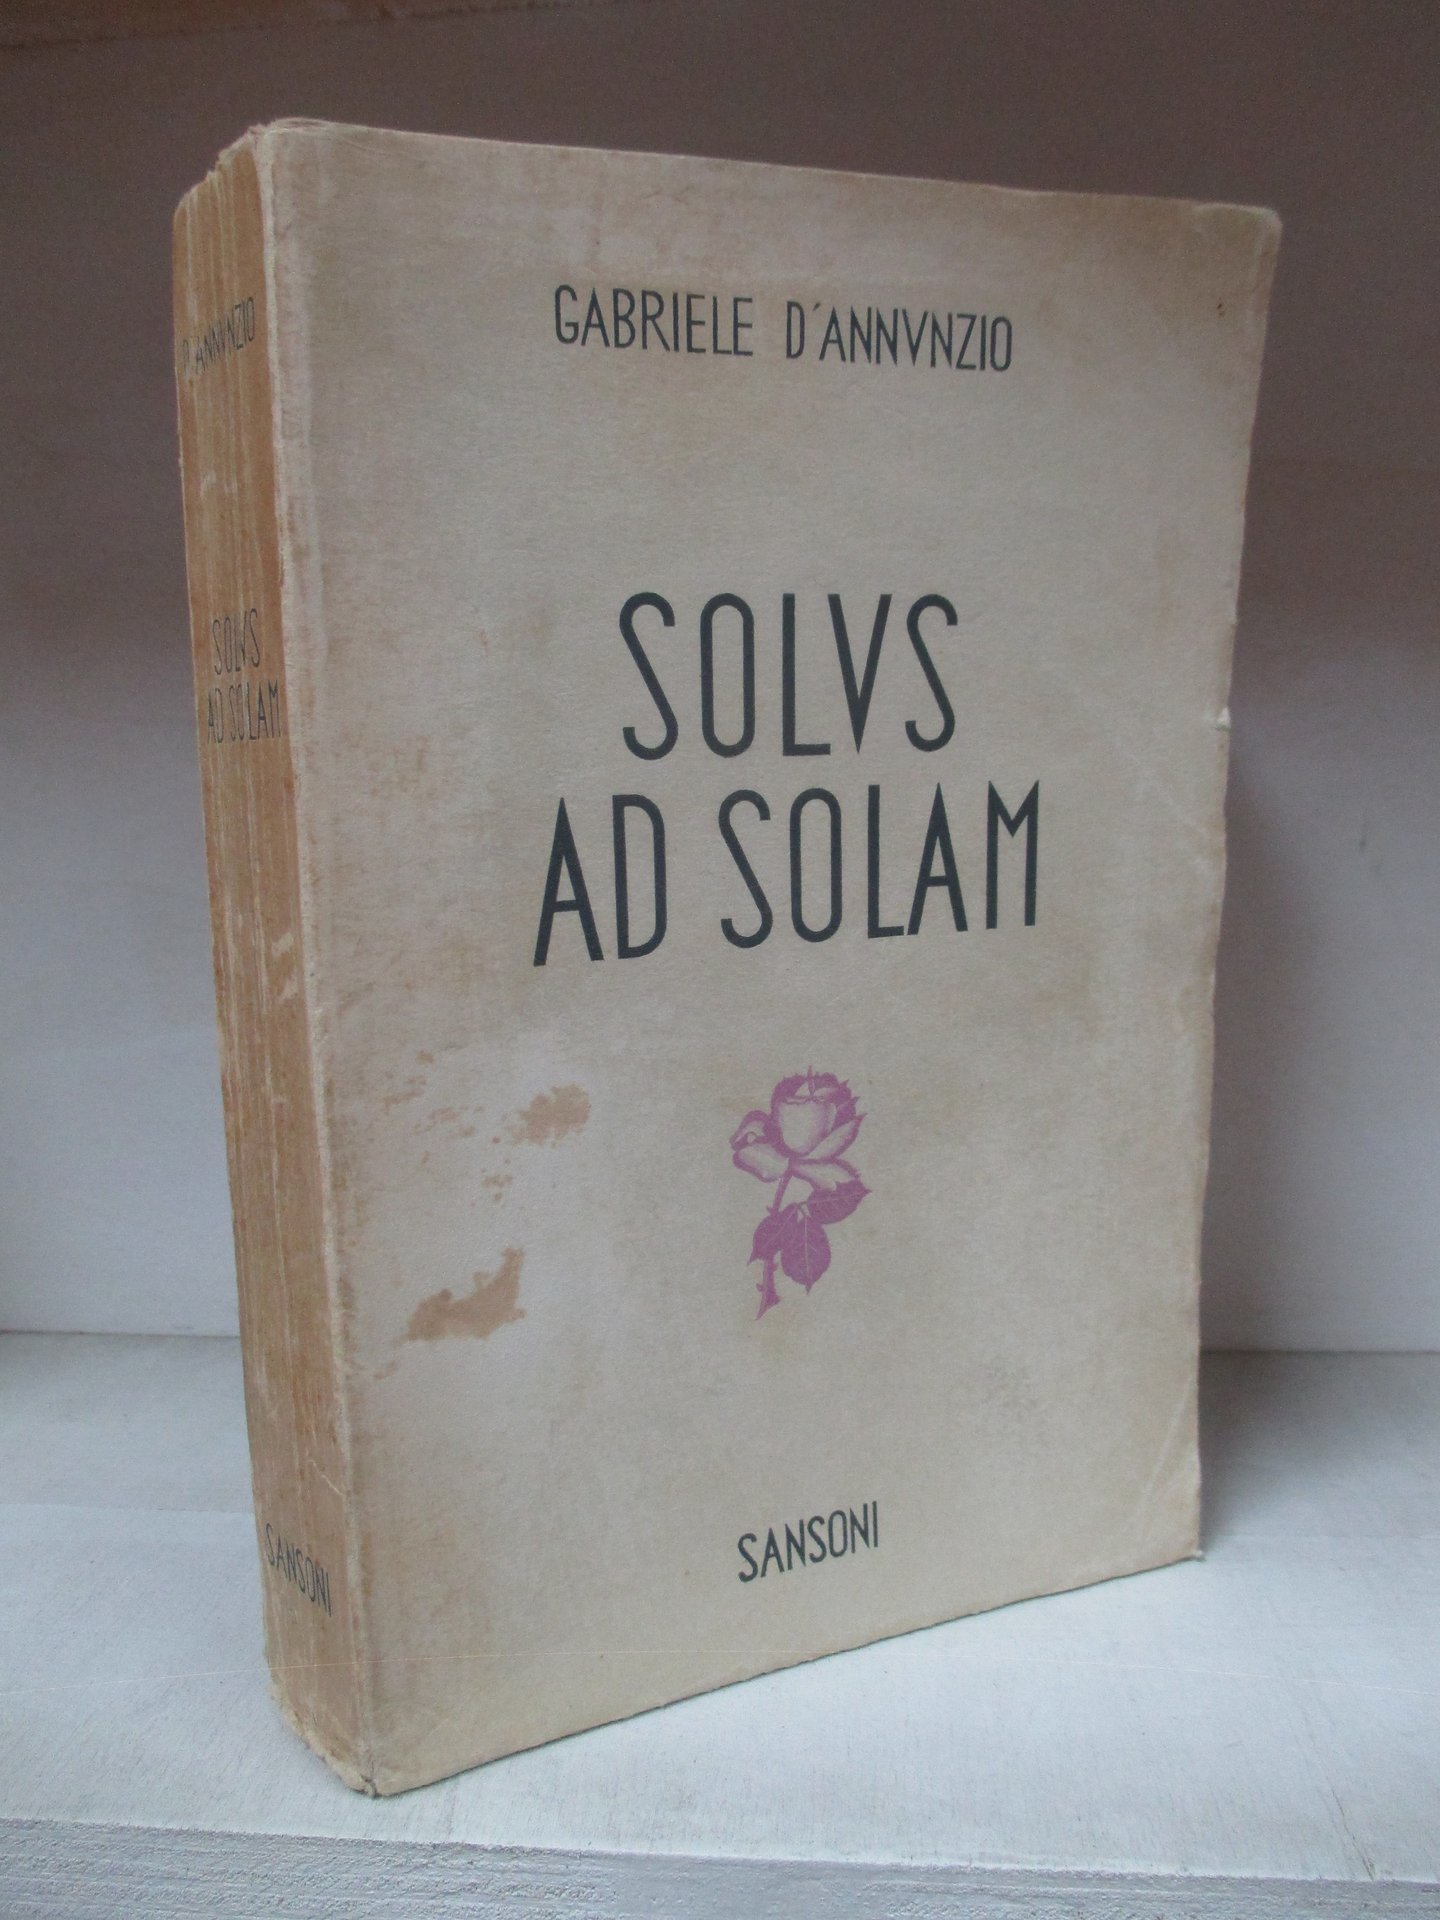 GABRIELE D'ANNVNZIO
SOLVS
AD SOLAM
SANSONI
D'ANNVNZIO
SOLVS
AD SOLAM
SANSONI